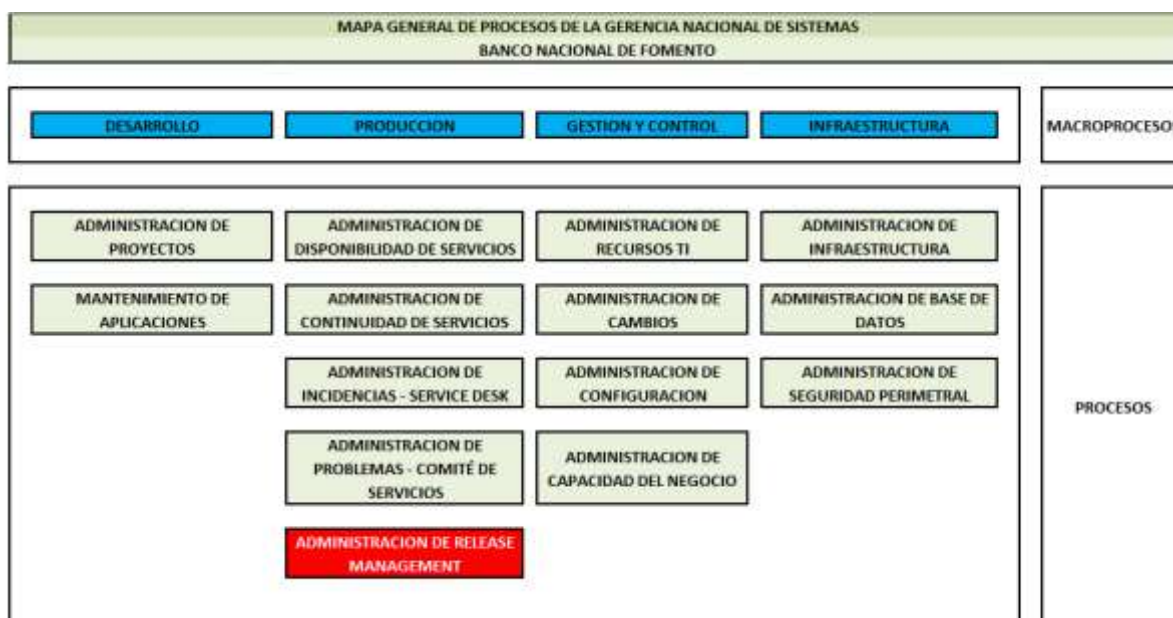 MAPA GENERAL DE PROCESOS DE LA GERENCIA NACIONAL DE SISTEMAS
BANCO NACIONAL DE FOMENTO
DESARROLLO
PRODUCCION
GESTION Y CONTROL
INFRAESTRUCTURA
MACROPROCESOS
ADMINISTRACION DE
PROYECTOS
ADMINISTRACION DE
DISPONIBILIDAD DE SERVICIOS
ADMINISTRACION DE
RECURSOS TI
ADMINISTRACION DE
INFRAESTRUCTURA
MANTENIMIENTO DE
APLICACIONES
ADMINISTRACION DE
CONTINUIDAD DE SERVICIOS
ADMINISTRACION DE
CAMBIOS
ADMINISTRACION DE BASE DE
DATOS
ADMINISTRACION DE
INCIDENCIAS - SERVICE DESK
ADMINISTRACION DE
CONFIGURACION
ADMINISTRACION DE
SEGURIDAD PERIMETRAL
PROCESOS
ADMINISTRACION DE
PROBLEMAS - COMITÉ DE
SERVICIOS
ADMINISTRACION DE
CAPACIDAD DEL NEGOCIO
ADMINISTRACION DE RELEASE
MANAGEMENT